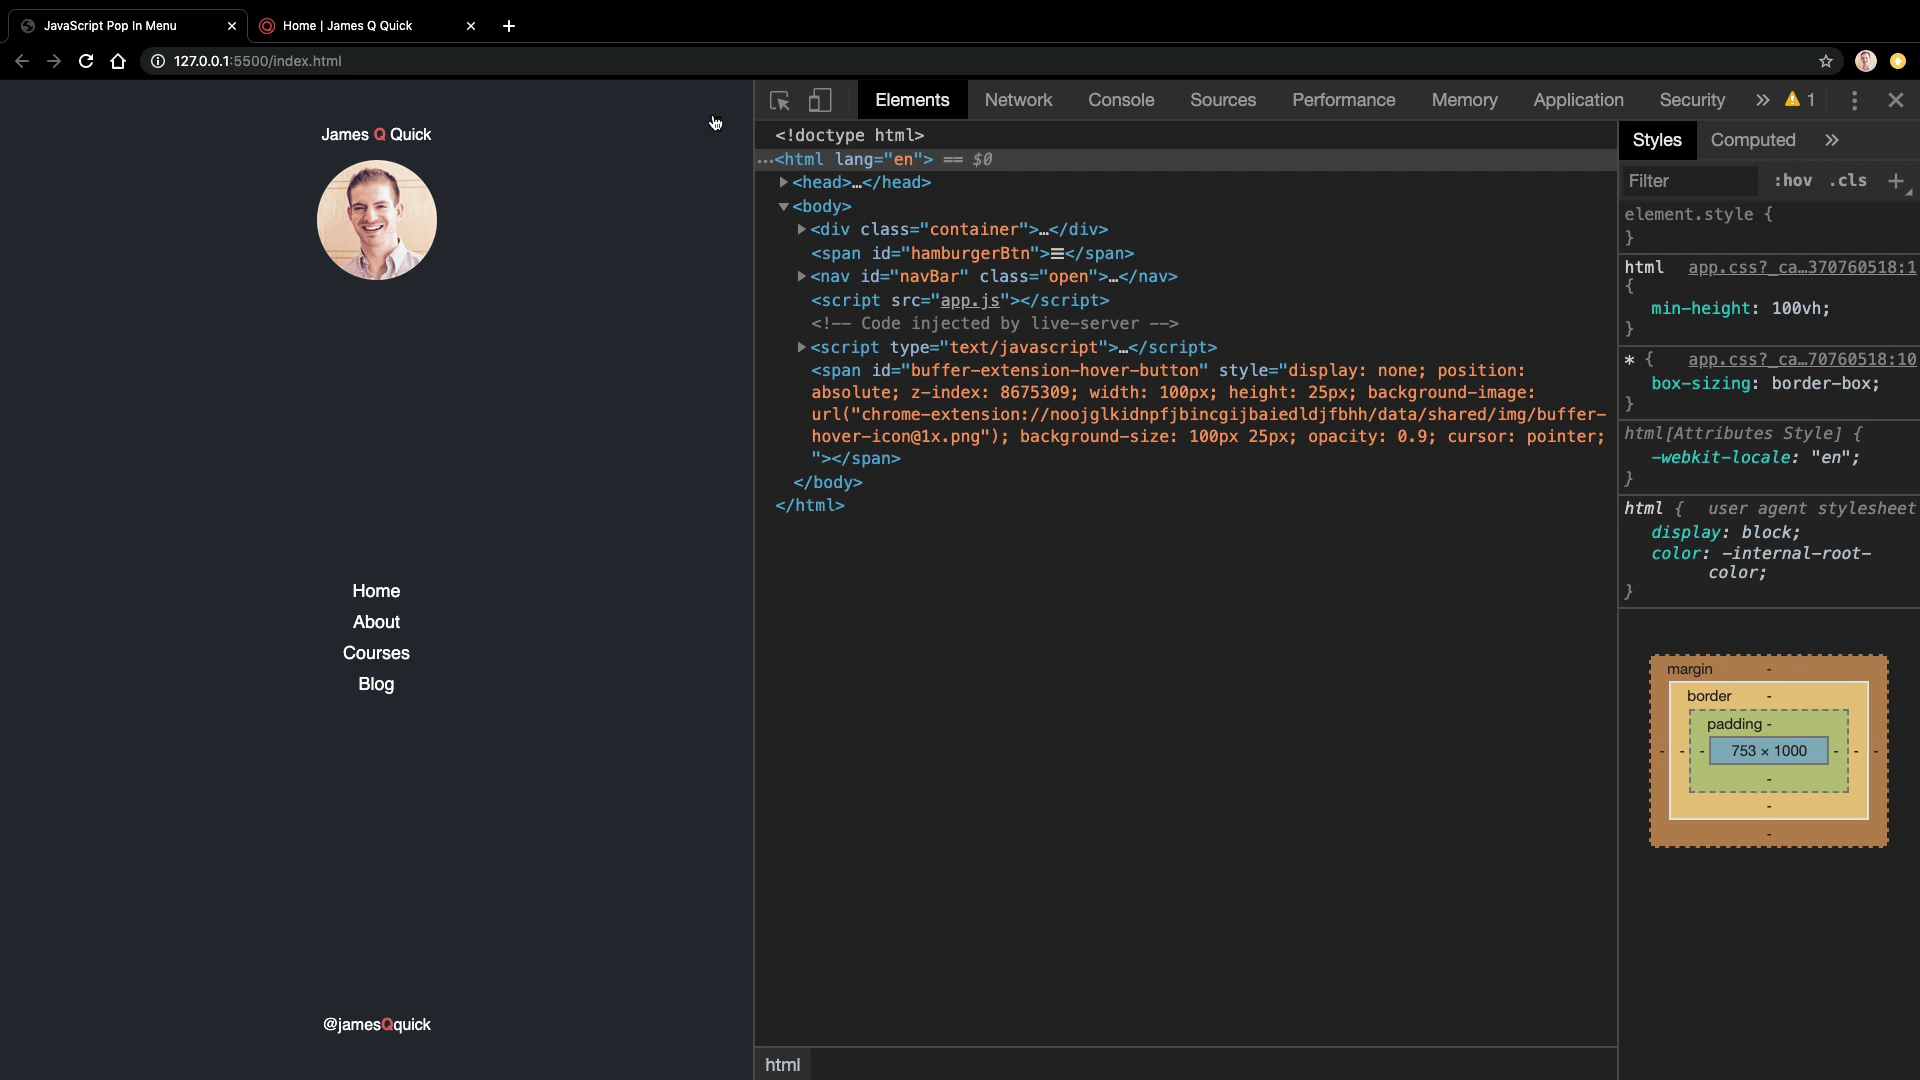 JavaScript Pop In Menu
Home | James Q Quick
127.0.0.1:5500/index.html
James Q Quick
Home
About
Courses
Blog
@jamesQquick
Elements Network Console Sources Performance Memory Application Security » 1
<!doctype html>
…<html lang="en"> == $0
<head>…</head>
<body>
<div class="container">…</div>
<span id="hamburgerBtn">☰</span>
<nav id="navBar" class="open">…</nav>
<script src="app.js"></script>
<!-- Code injected by live-server -->
<script type="text/javascript">…</script>
<span id="buffer-extension-hover-button" style="display: none; position:
absolute; z-index: 8675309; width: 100px; height: 25px; background-image:
url("chrome-extension://noojglkidnpfjbincgijbaiedldjfbhh/data/shared/img/buffer-
hover-icon@1x.png"); background-size: 100px 25px; opacity: 0.9; cursor: pointer;
"></span>
</body>
</html>
html
Styles Computed »
Filter :hov .cls +
element.style {
}
html app.css?_ca…370760518:1
{
min-height: 100vh;
}
* { app.css?_ca…70760518:10
box-sizing: border-box;
}
html[Attributes Style] {
-webkit-locale: "en";
}
html { user agent stylesheet
display: block;
color: -internal-root-
color;
}
margin -
border -
padding -
- - - 753 × 1000 - - -
-
-
-